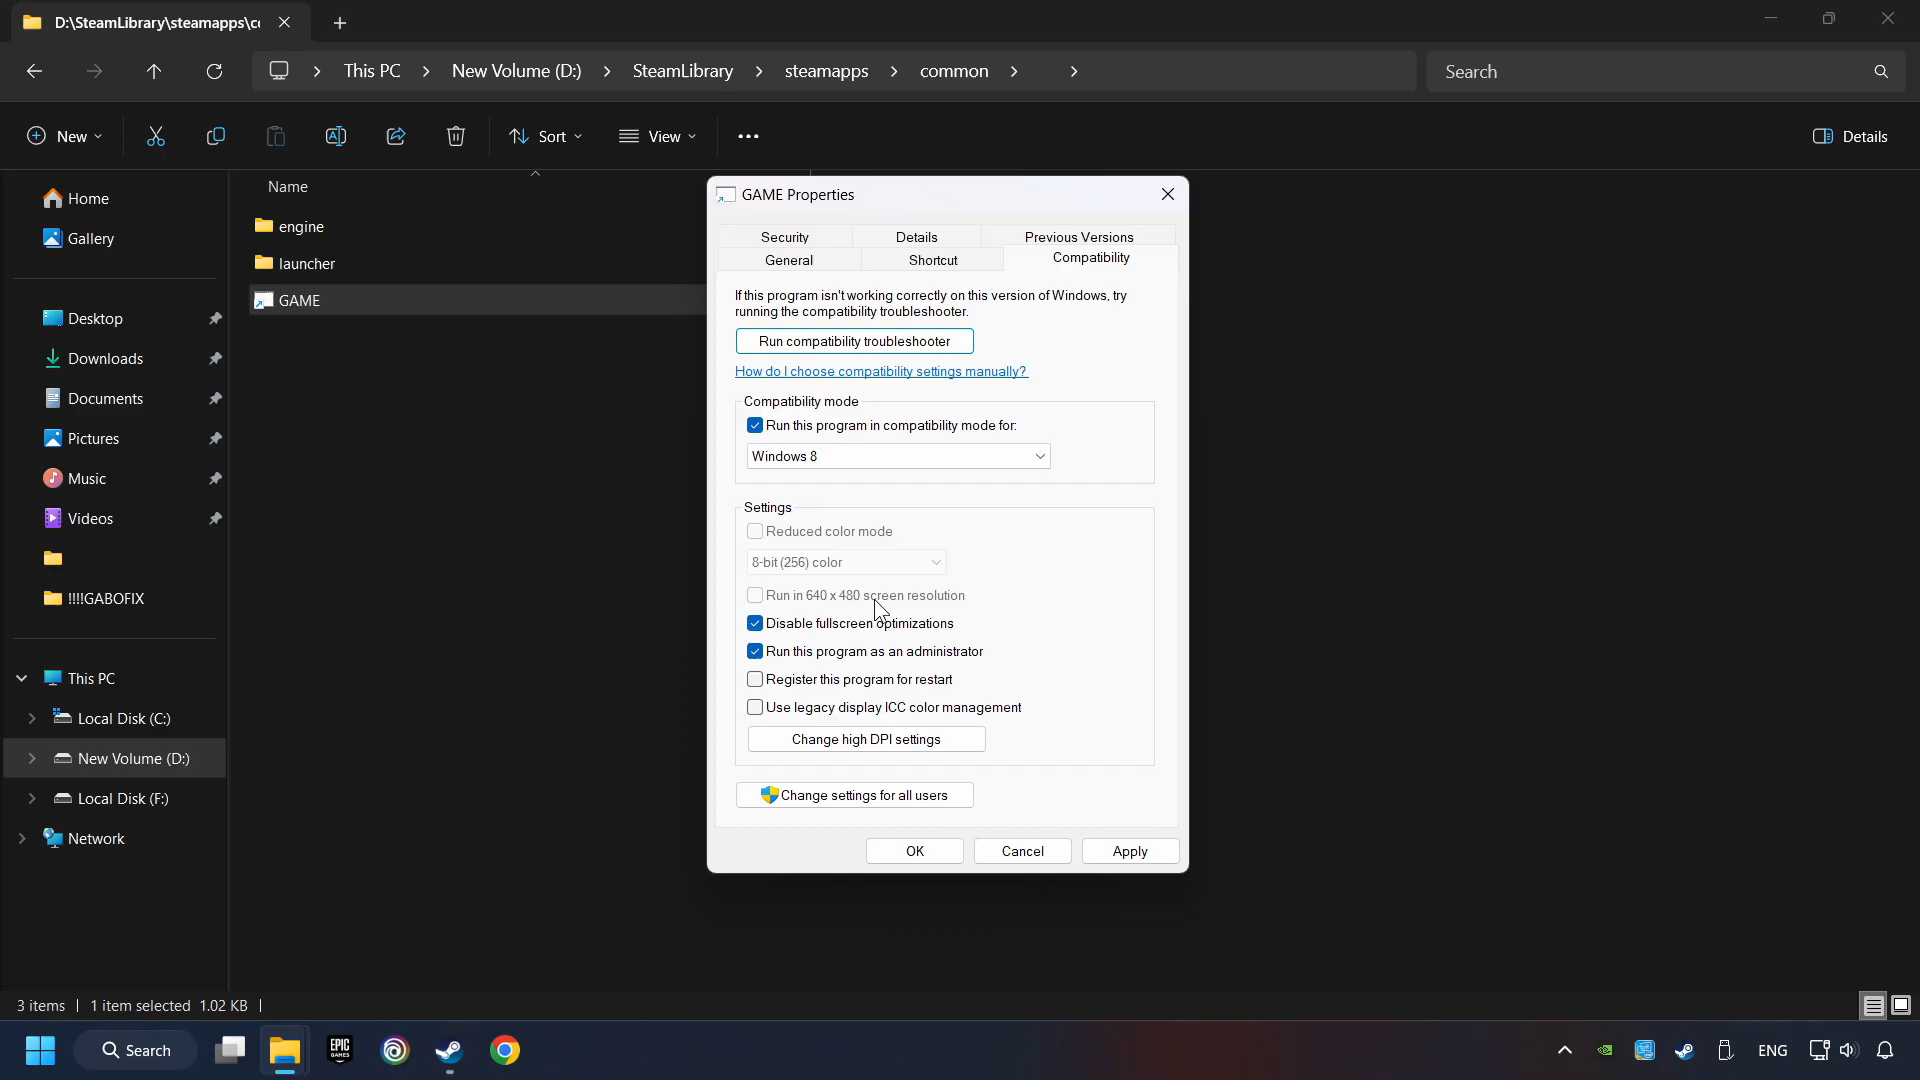 D:\SteamLibrary\steamapps\co
This PC
New Volume (D:)
SteamLibrary
steamapps
common
Search
New
Sort
View
Details
Home
Gallery
Desktop
Downloads
Documents
Pictures
Music
Videos
!!!!GABOFIX
This PC
Local Disk (C:)
New Volume (D:)
Local Disk (F:)
Network
Name
engine
launcher
GAME
GAME Properties
Security
Details
Previous Versions
General
Shortcut
Compatibility
If this program isn't working correctly on this version of Windows, try
running the compatibility troubleshooter.
Run compatibility troubleshooter
How do I choose compatibility settings manually?
Compatibility mode
Run this program in compatibility mode for:
Windows 8
Settings
Reduced color mode
8-bit (256) color
Run in 640 x 480 screen resolution
Disable fullscreen optimizations
Run this program as an administrator
Register this program for restart
Use legacy display ICC color management
Change high DPI settings
Change settings for all users
OK
Cancel
Apply
3 items
1 item selected 1.02 KB
Search
EPIC
GAMES
ENG